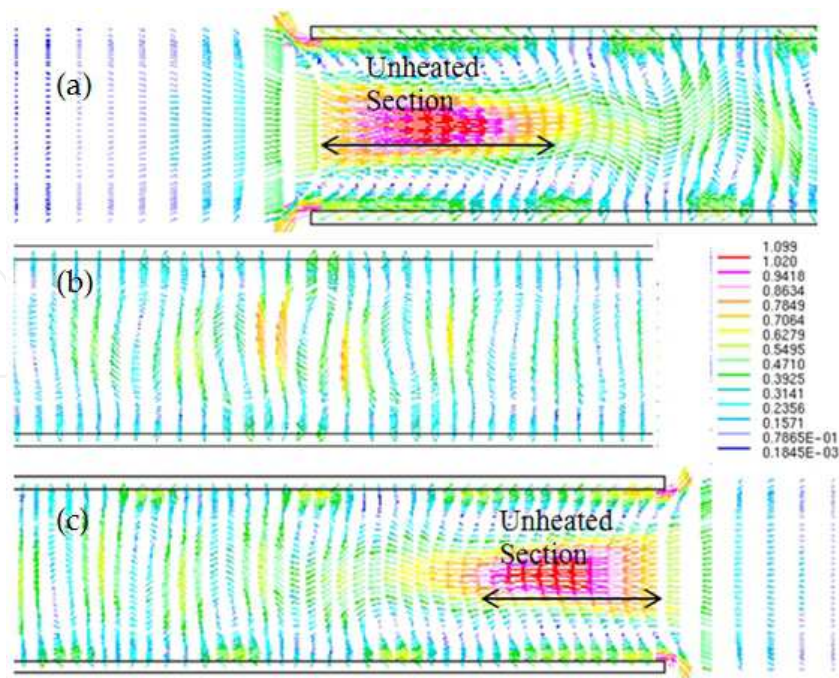 (a)
Unheated
Section
(b)
1.099
1.020
0.9418
0.8634
0.7849
0.7064
0.6279
0.5495
0.4710
0.3925
0.3141
0.2356
0.1571
0.7865E-01
0.1845E-03
(c)
Unheated
Section